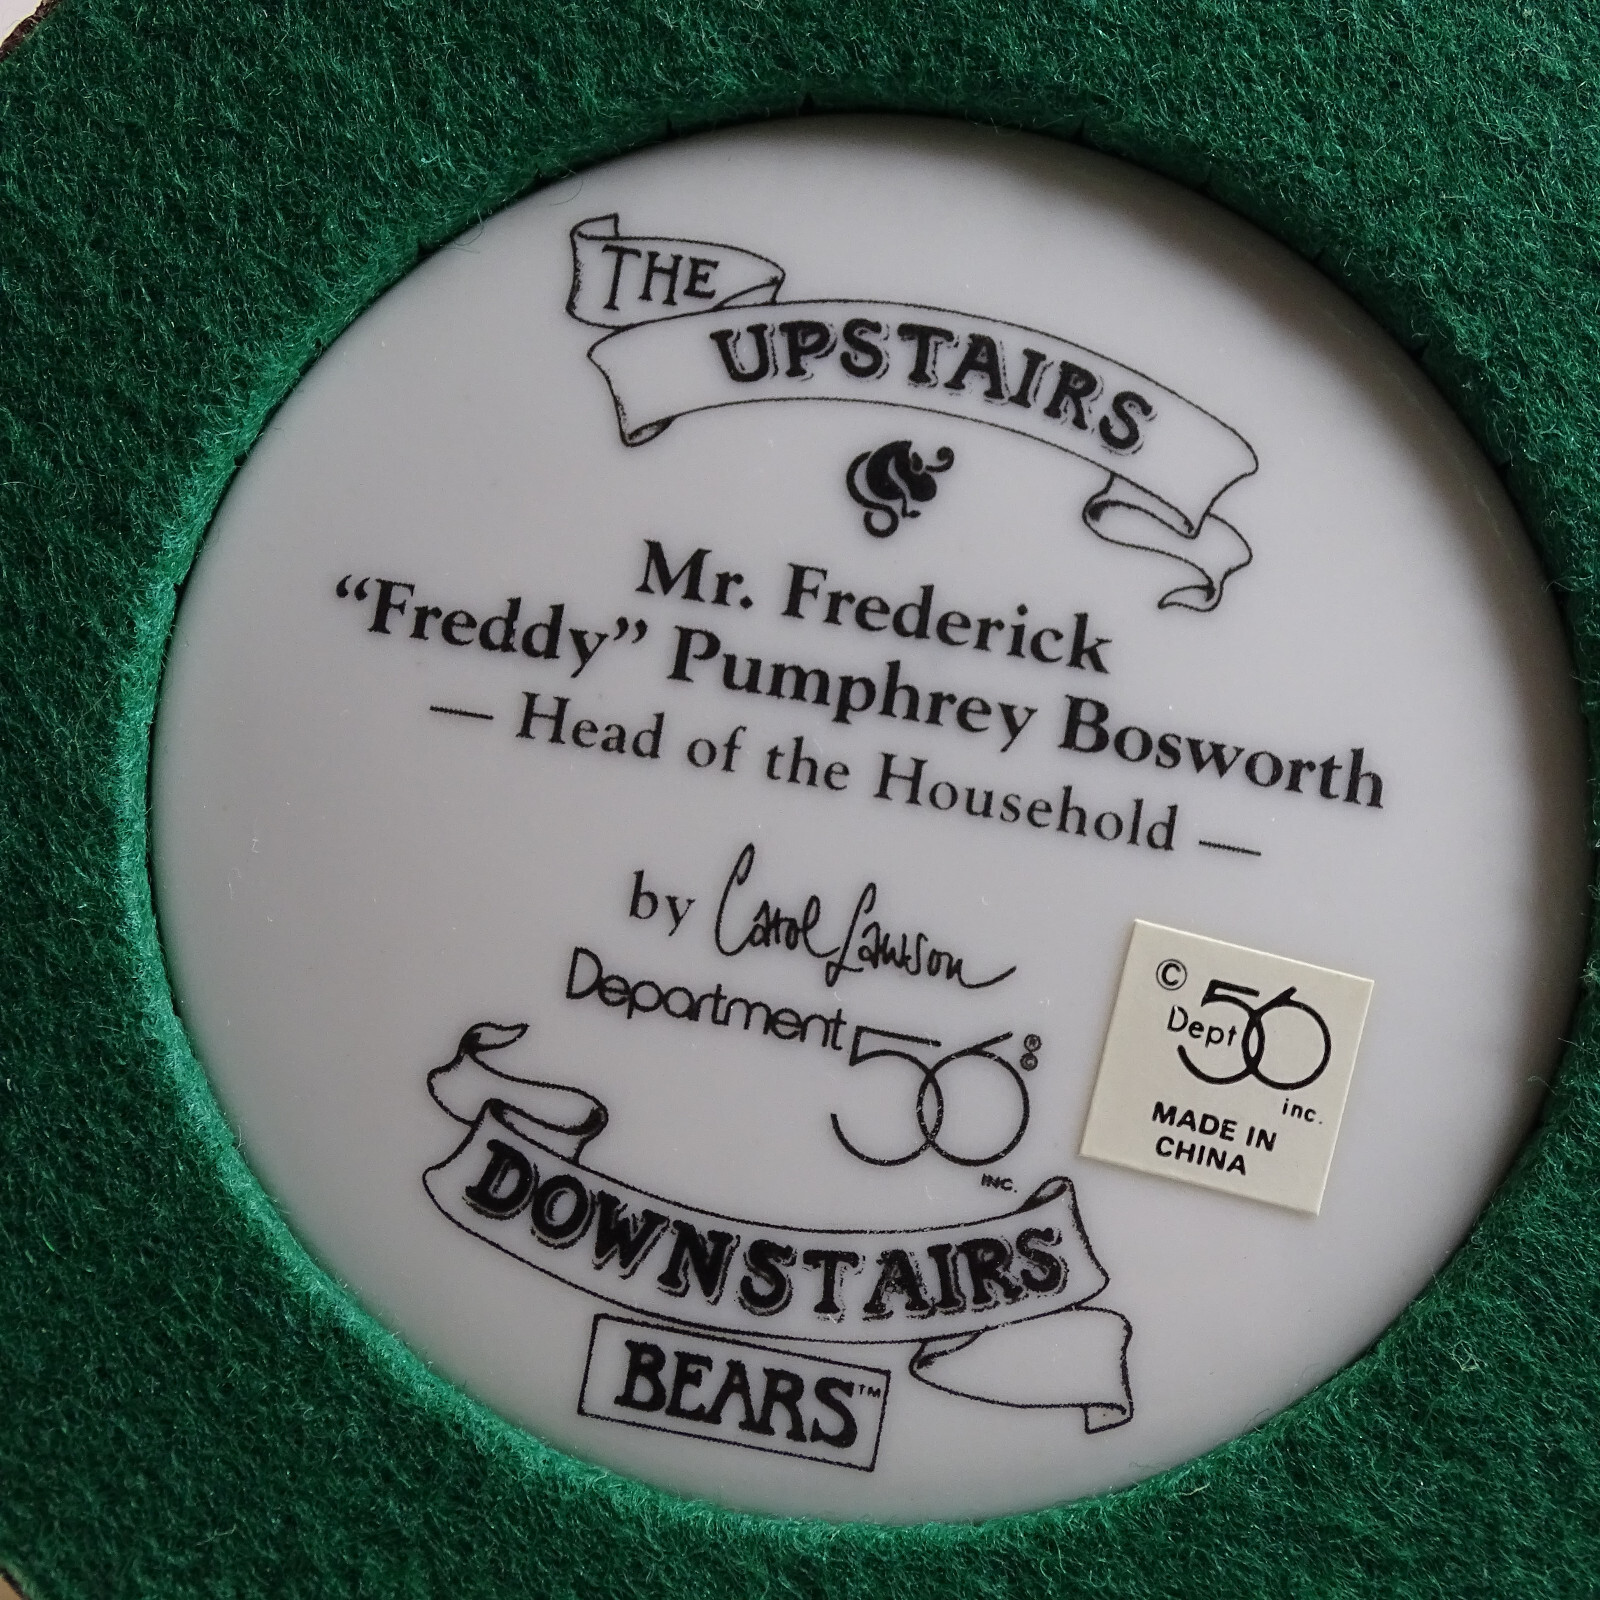 THE
UPSTAIRS
Mr. Frederick
“Freddy” Pumphrey Bosworth
— Head of the Household —
by Carol Lawson
Department 56 ® ©
INC.
© Dept 56
inc.
MADE IN
CHINA
DOWNSTAIRS
BEARS™